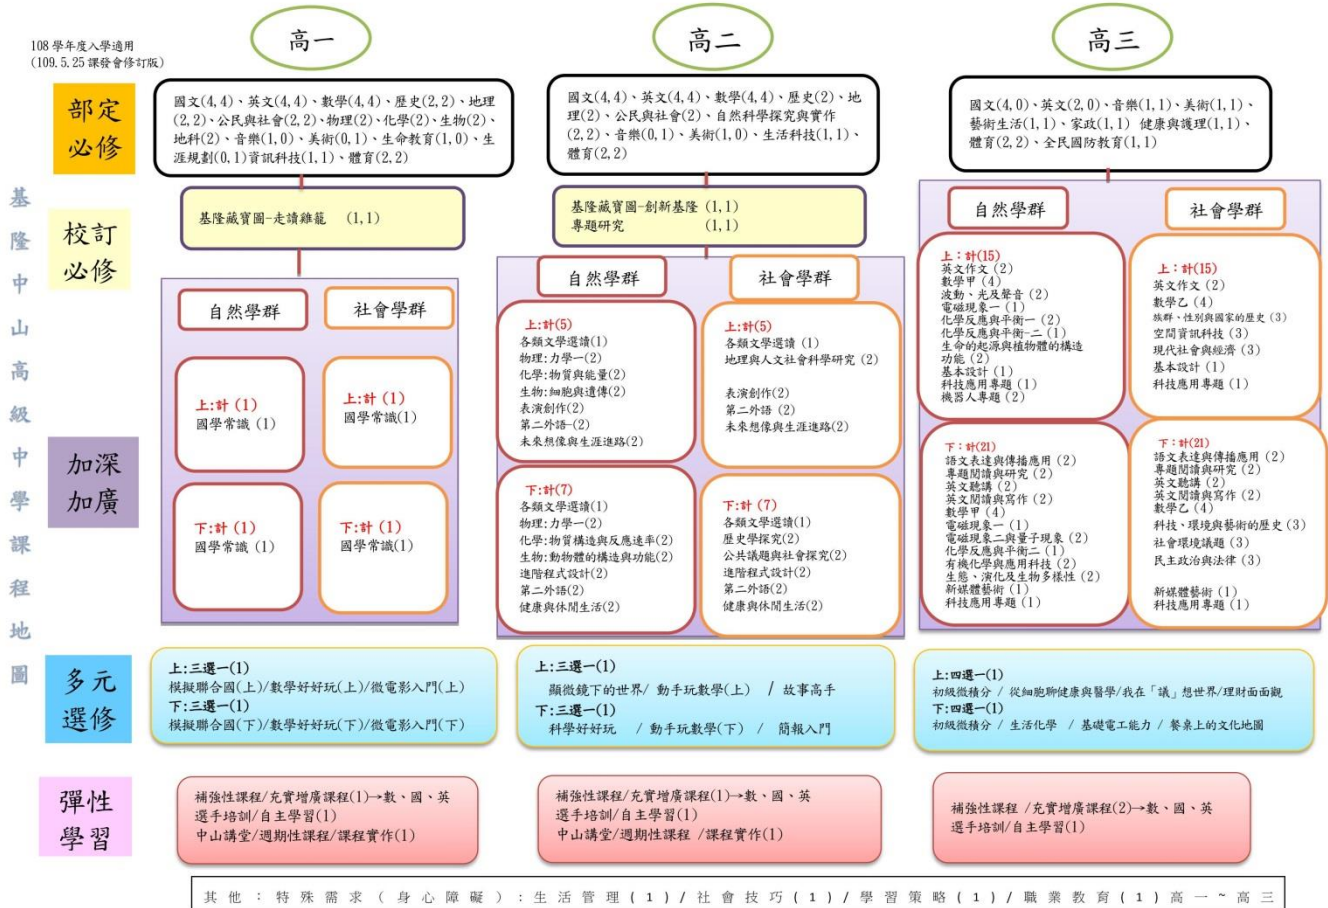 108 學年度入學適用
(109.5.25 課發會修訂版)
高一
高二
高三
基隆中山高級中學課程地圖
部定
必修
國文(4,4)、英文(4,4)、數學(4,4)、歷史(2,2)、地理
(2,2)、公民與社會(2,2)、物理(2)、化學(2)、生物(2)、
地科(2)、音樂(1,0)、美術(0,1)、生命教育(1,0)、生
涯規劃(0,1)資訊科技(1,1)、體育(2,2)
國文(4,4)、英文(4,4)、數學(4,4)、歷史(2)、地
理(2)、公民與社會(2)、自然科學探究與實作
(2,2)、音樂(0,1)、美術(1,0)、生活科技(1,1)、
體育(2,2)
國文(4,0)、英文(2,0)、音樂(1,1)、美術(1,1)、
藝術生活(1,1)、家政(1,1) 健康與護理(1,1)、
體育(2,2)、全民國防教育(1,1)
校訂
必修
基隆藏寶圖-走讀雞籠 (1,1)
基隆藏寶圖-創新基隆 (1,1)
專題研究 (1,1)
加深
加廣
自然學群
社會學群
上:計 (1)
國學常識 (1)
上:計 (1)
國學常識(1)
下:計 (1)
國學常識 (1)
下:計 (1)
國學常識(1)
自然學群
社會學群
上:計(5)
各類文學選讀(1)
物理:力學一(2)
化學:物質與能量(2)
生物:細胞與遺傳(2)
表演創作(2)
第二外語-(2)
未來想像與生涯進路(2)
上:計(5)
各類文學選讀 (1)
地理與人文社會科學研究 (2)
表演創作(2)
第二外語 (2)
未來想像與生涯進路(2)
下:計(7)
各類文學選讀(1)
物理:力學一(2)
化學:物質構造與反應速率(2)
生物:動物體的構造與功能(2)
進階程式設計(2)
第二外語(2)
健康與休閒生活(2)
下:計 (7)
各類文學選讀(1)
歷史學探究(2)
公共議題與社會探究(2)
進階程式設計(2)
第二外語(2)
健康與休閒生活(2)
自然學群
社會學群
上：計(15)
英文作文 (2)
數學甲 (4)
波動、光及聲音 (2)
電磁現象一 (1)
化學反應與平衡一 (2)
化學反應與平衡-二 (1)
生命的起源與植物體的構造
功能 (2)
基本設計 (1)
科技應用專題 (1)
機器人專題 (2)
上：計(15)
英文作文 (2)
數學乙 (4)
族群、性別與國家的歷史 (3)
空間資訊科技 (3)
現代社會與經濟 (3)
基本設計 (1)
科技應用專題 (1)
下：計(21)
語文表達與傳播應用 (2)
專題閱讀與研究 (2)
英文聽講 (2)
英文閱讀與寫作 (2)
數學甲 (4)
電磁現象一 (1)
電磁現象二與量子現象 (2)
化學反應與平衡二 (1)
有機化學與應用科技 (2)
生態、演化及生物多樣性 (2)
新媒體藝術 (1)
科技應用專題 (1)
下：計(21)
語文表達與傳播應用 (2)
專題閱讀與研究 (2)
英文聽講 (2)
英文閱讀與寫作 (2)
數學乙 (4)
科技、環境與藝術的歷史 (3)
社會環境議題 (3)
民主政治與法律 (3)
新媒體藝術 (1)
科技應用專題 (1)
多元
選修
上:三選一(1)
模擬聯合國(上)/數學好好玩(上)/微電影入門(上)
下:三選一(1)
模擬聯合國(下)/數學好好玩(下)/微電影入門(下)
上:三選一(1)
顯微鏡下的世界/ 動手玩數學(上) / 故事高手
下:三選一(1)
科學好好玩 / 動手玩數學(下) / 簡報入門
上:四選一(1)
初級微積分 / 從細胞聊健康與醫學/我在「議」想世界/理財面面觀
下:四選一(1)
初級微積分 / 生活化學 / 基礎電工能力 / 餐桌上的文化地圖
彈性
學習
補強性課程/充實增廣課程(1)→數、國、英
選手培訓/自主學習(1)
中山講堂/週期性課程/課程實作(1)
補強性課程/充實增廣課程(1)→數、國、英
選手培訓/自主學習(1)
中山講堂/週期性課程 /課程實作(1)
補強性課程 /充實增廣課程(2)→數、國、英
選手培訓/自主學習(1)
其他：特殊需求（身心障礙）:生活管理(1)/社會技巧(1)/學習策略(1)/職業教育(1)高一~高三